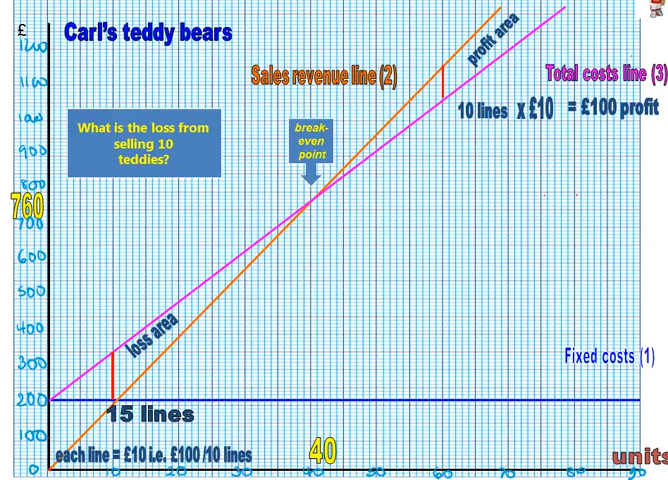 £
Carl's teddy bears
1200
1100
1000
900
800
760
700
600
500
400
300
200
100
0
Sales revenue line (2)
profit area
Total costs line (3)
10 lines x £10 = £100 profit
What is the loss from
selling 10
teddies?
break-
even
point
loss area
Fixed costs (1)
15 lines
each line = £10 i.e. £100/10 lines
40
units
10 20 30 40 50 60 70 80 90